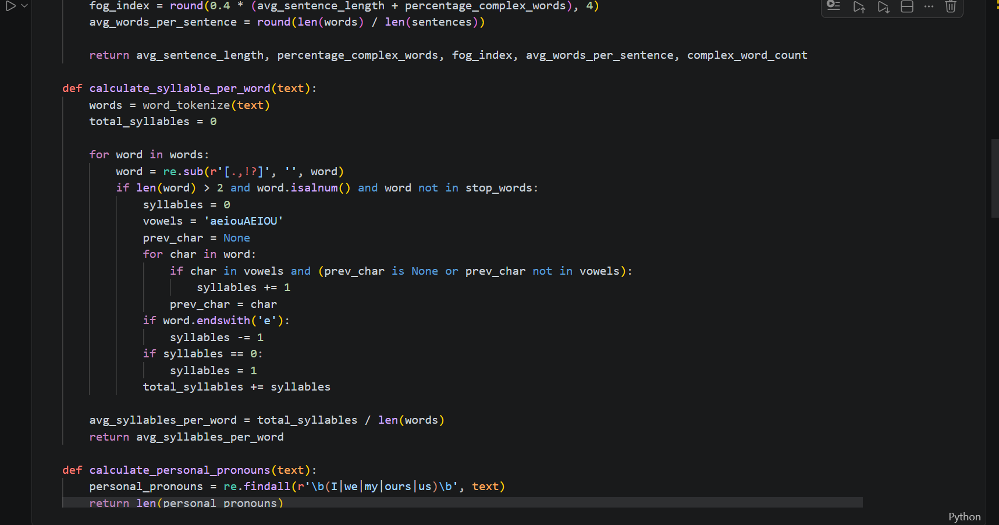 fog_index = round(0.4 * (avg_sentence_length + percentage_complex_words), 4)
avg_words_per_sentence = round(len(words) / len(sentences))
return avg_sentence_length, percentage_complex_words, fog_index, avg_words_per_sentence, complex_word_count
def calculate_syllable_per_word(text):
words = word_tokenize(text)
total_syllables = 0
for word in words:
word = re.sub(r'[.,!?]', '', word)
if len(word) > 2 and word.isalnum() and word not in stop_words:
syllables = 0
vowels = 'aeiouAEIOU'
prev_char = None
for char in word:
if char in vowels and (prev_char is None or prev_char not in vowels):
syllables += 1
prev_char = char
if word.endswith('e'):
syllables -= 1
if syllables == 0:
syllables = 1
total_syllables += syllables
avg_syllables_per_word = total_syllables / len(words)
return avg_syllables_per_word
def calculate_personal_pronouns(text):
personal_pronouns = re.findall(r'\b(I|we|my|ours|us)\b', text)
return len(personal_pronouns)
Python